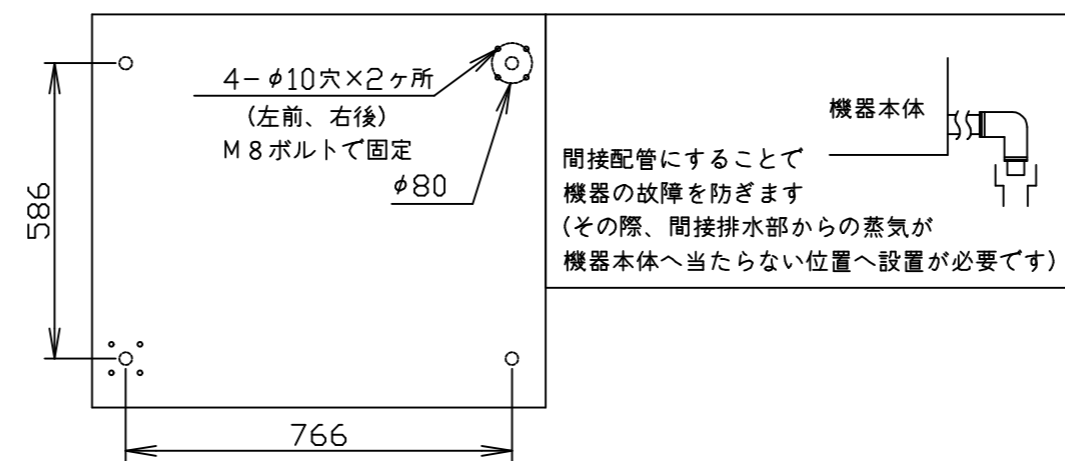 4-φ10穴×2ヶ所
(左前、右後)
M8ボルトで固定
φ80
586
766
機器本体
間接配管にすることで
機器の故障を防ぎます
(その際、間接排水部からの蒸気が
機器本体へ当たらない位置へ設置が必要です)